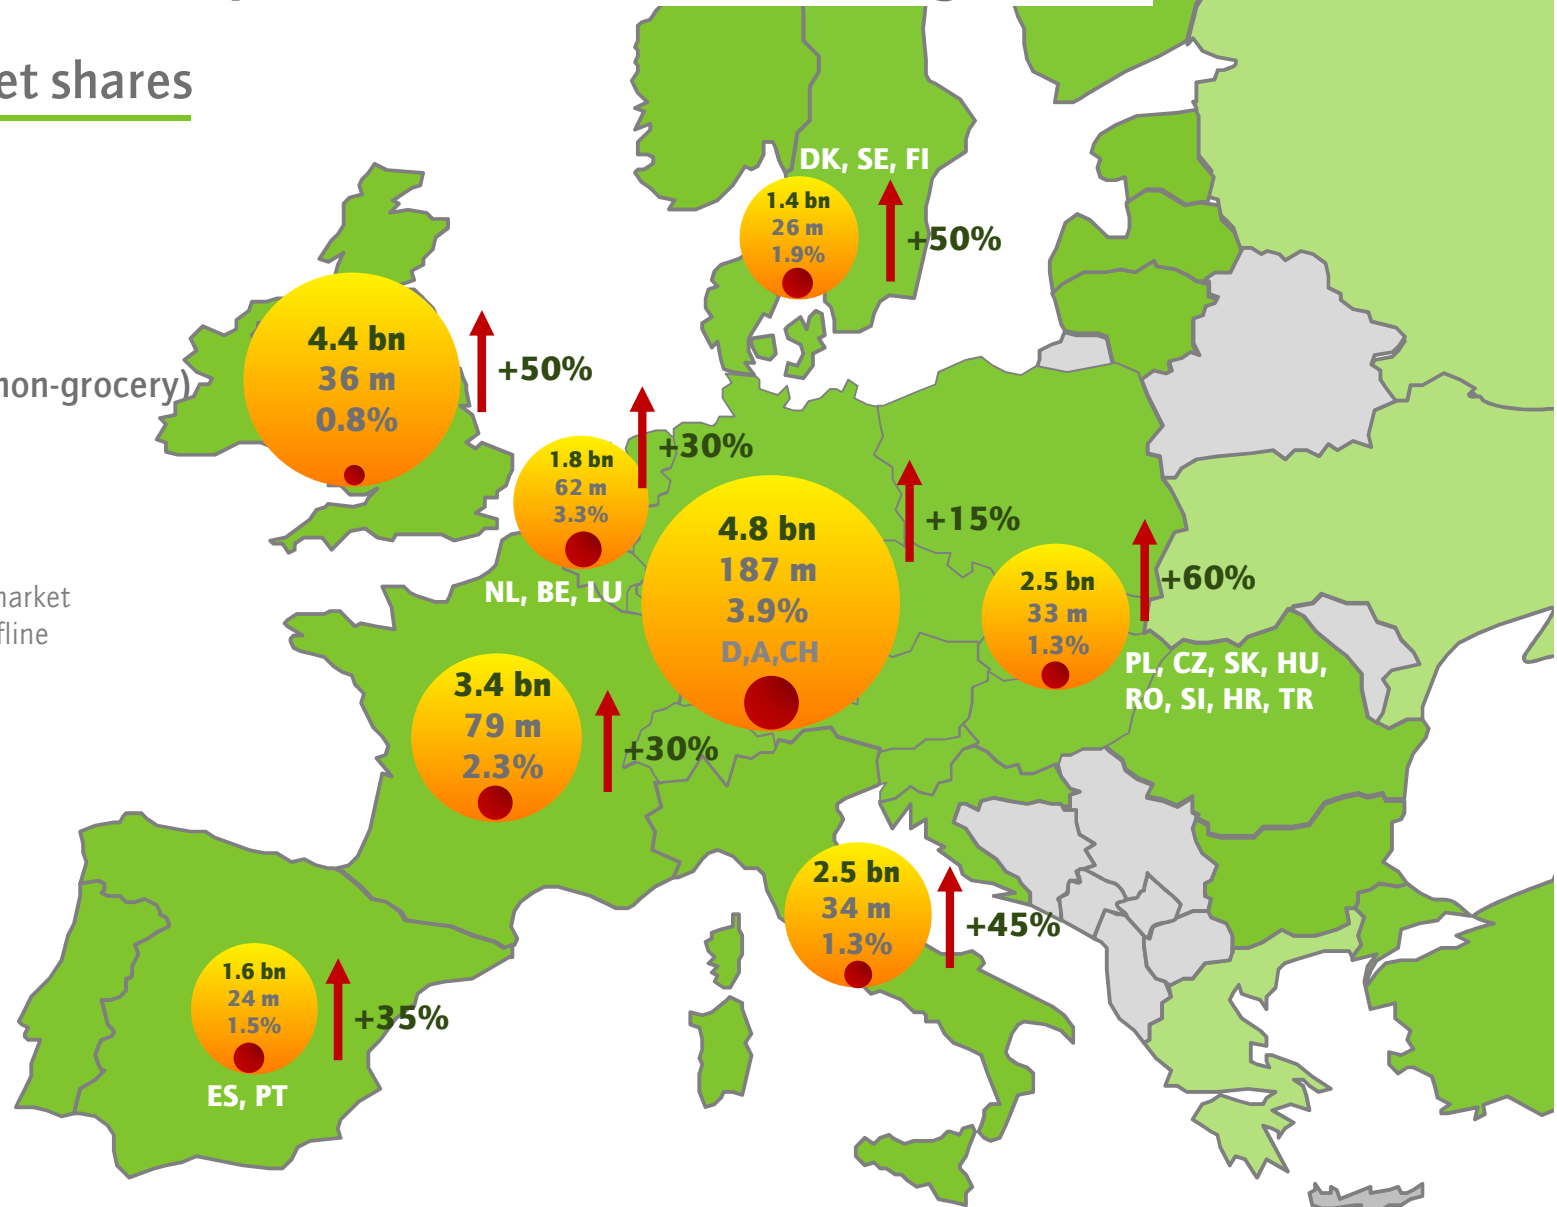 et shares
non-grocery)
market
fline
DK, SE, FI
1.4 bn
26 m
1.9%
+50%
4.4 bn
36 m
0.8%
+50%
1.8 bn
62 m
3.3%
+30%
NL, BE, LU
4.8 bn
187 m
3.9%
D,A,CH
+15%
2.5 bn
33 m
1.3%
+60%
PL, CZ, SK, HU,
RO, SI, HR, TR
3.4 bn
79 m
2.3%
+30%
2.5 bn
34 m
1.3%
+45%
1.6 bn
24 m
1.5%
+35%
ES, PT